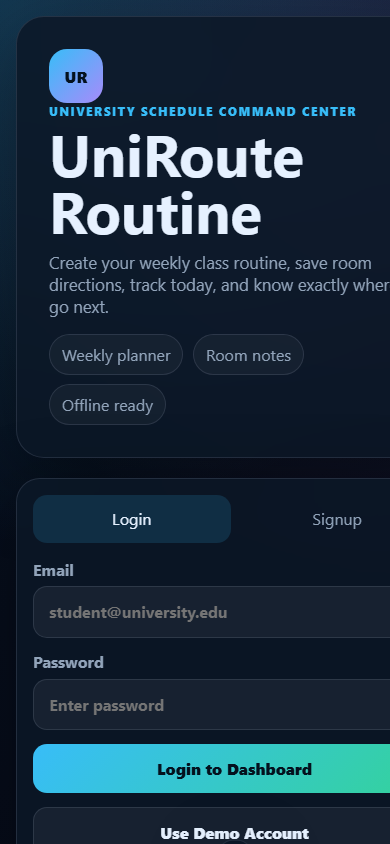 UR
UNIVERSITY SCHEDULE COMMAND CENTER
UniRoute
Routine
Create your weekly class routine, save room
directions, track today, and know exactly wher
go next.
Weekly planner
Room notes
Offline ready
Login
Signup
Email
student@university.edu
Password
Enter password
Login to Dashboard
Use Demo Account